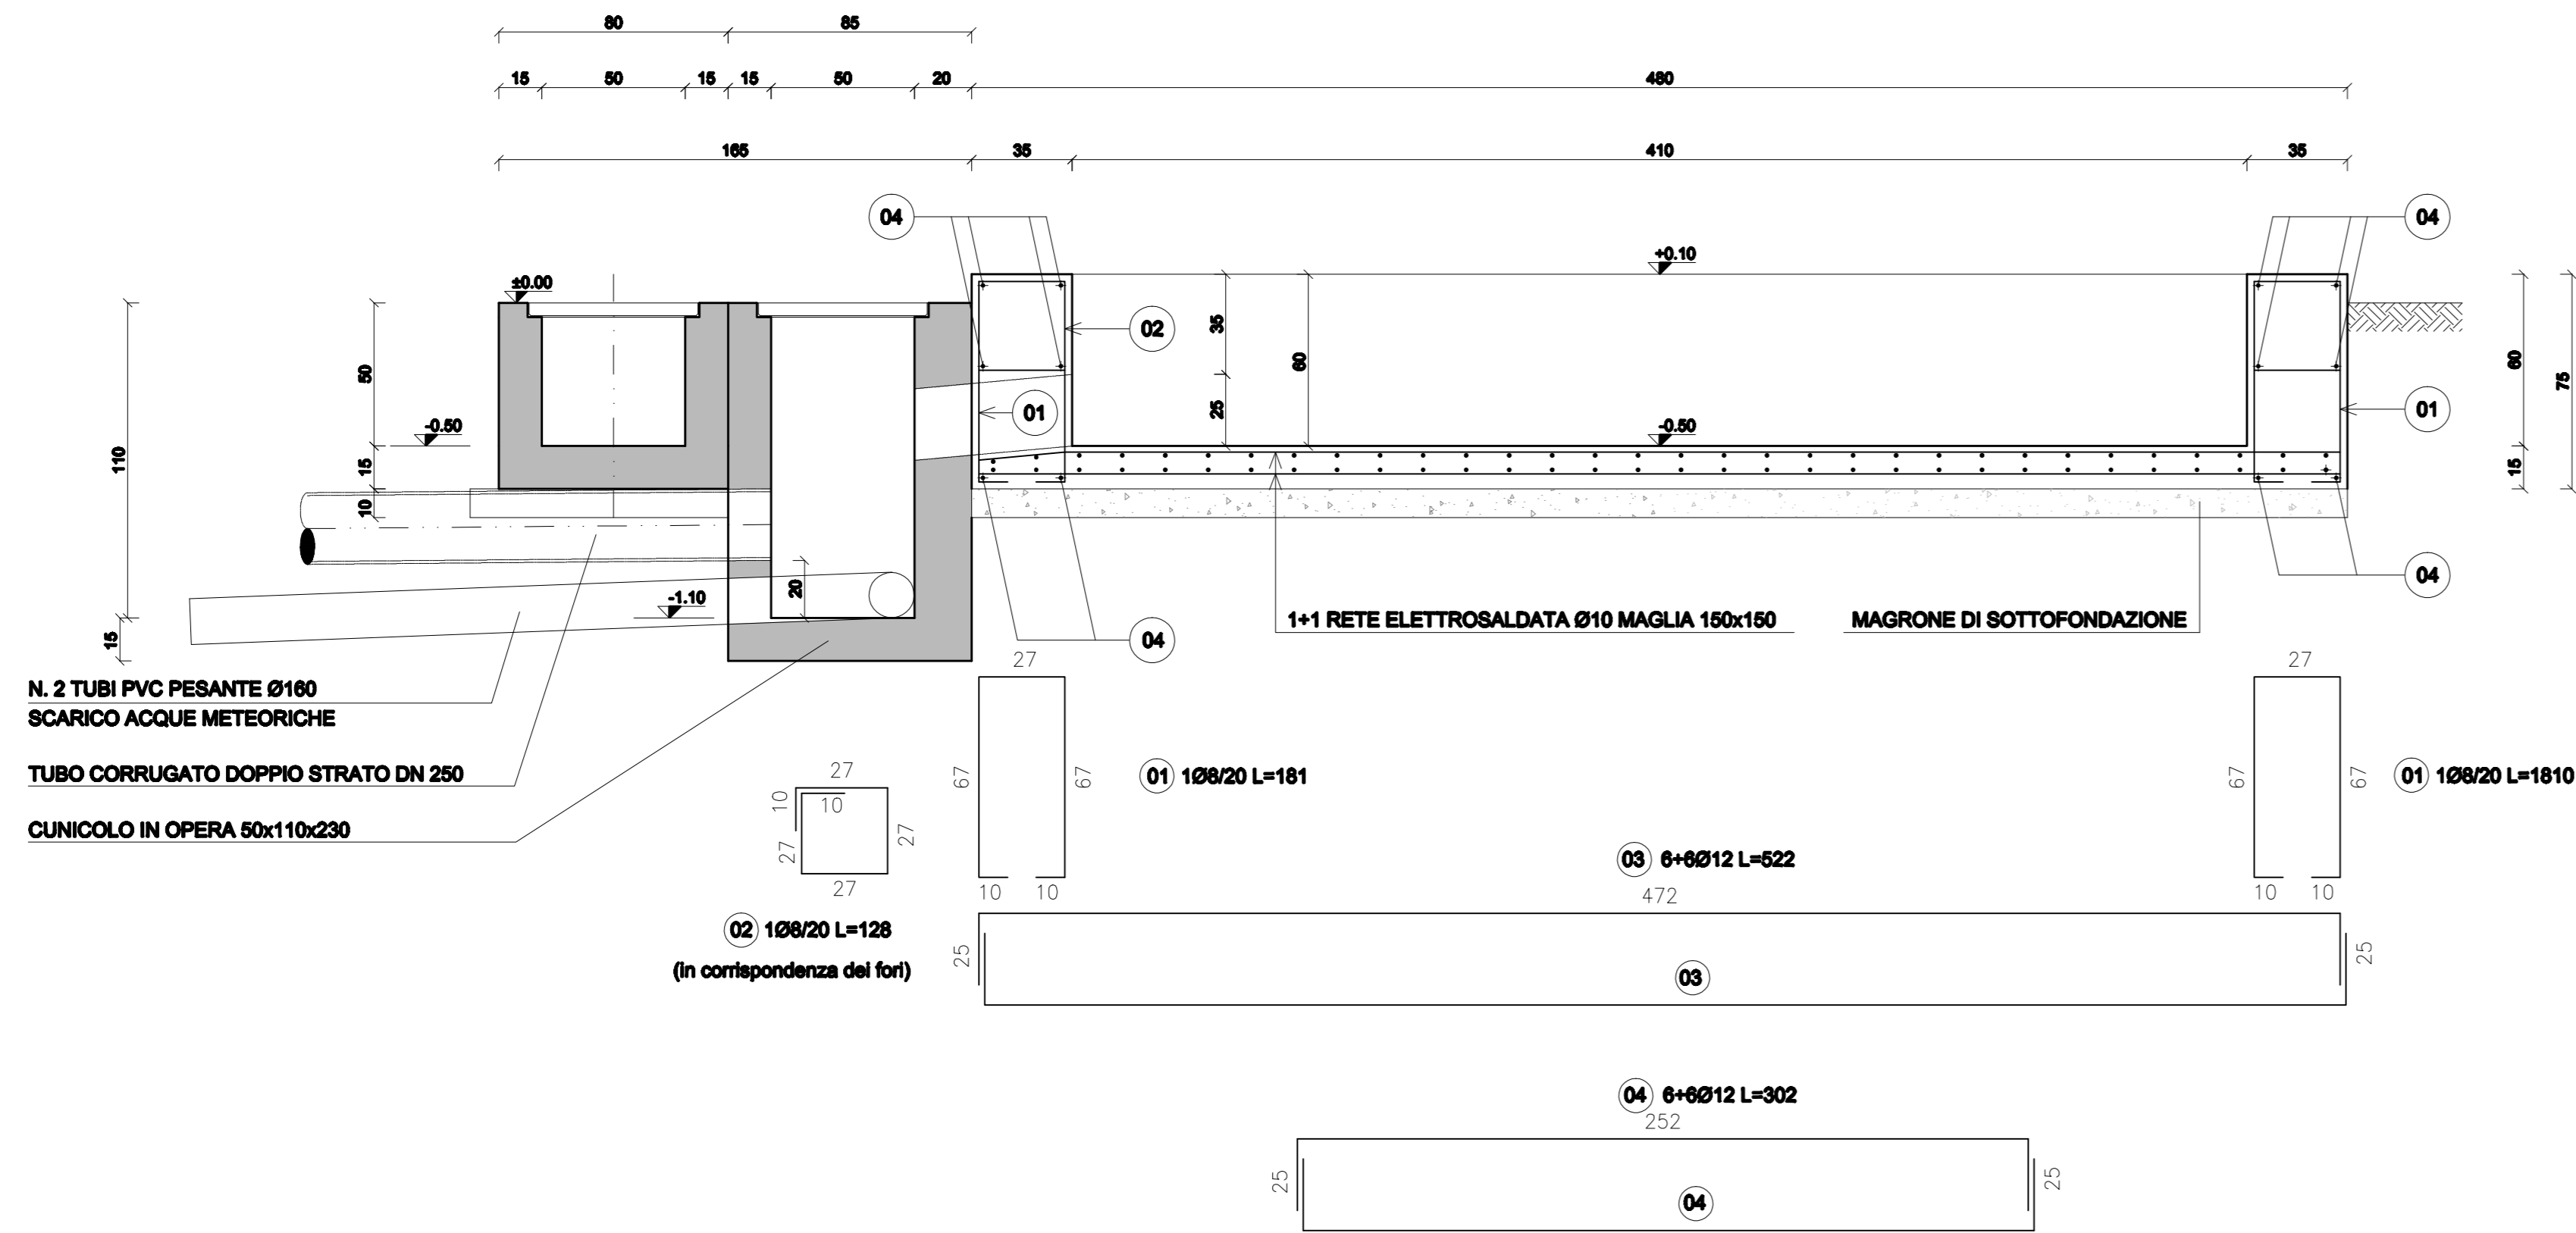 80 85
15 50 15 15 50 20 480
165 35 410 35
04 04
±0.00 +0.10
02
50 35 60 60 75
01 25 01
-0.50 -0.50
110 15 15
10
04
20
-1.10
15
04
1+1 RETE ELETTROSALDATA Ø10 MAGLIA 150x150 MAGRONE DI SOTTOFONDAZIONE
N. 2 TUBI PVC PESANTE Ø160
SCARICO ACQUE METEORICHE
TUBO CORRUGATO DOPPIO STRATO DN 250
CUNICOLO IN OPERA 50x110x230
27 27
67 67 01 1Ø8/20 L=181 67 67 01 1Ø8/20 L=1810
10 10 10 10
27
10 10
27 27
27
02 1Ø8/20 L=128
(in corrispondenza dei fori)
03 6+6Ø12 L=522
472
25 25
03
04 6+6Ø12 L=302
252
25 25
04